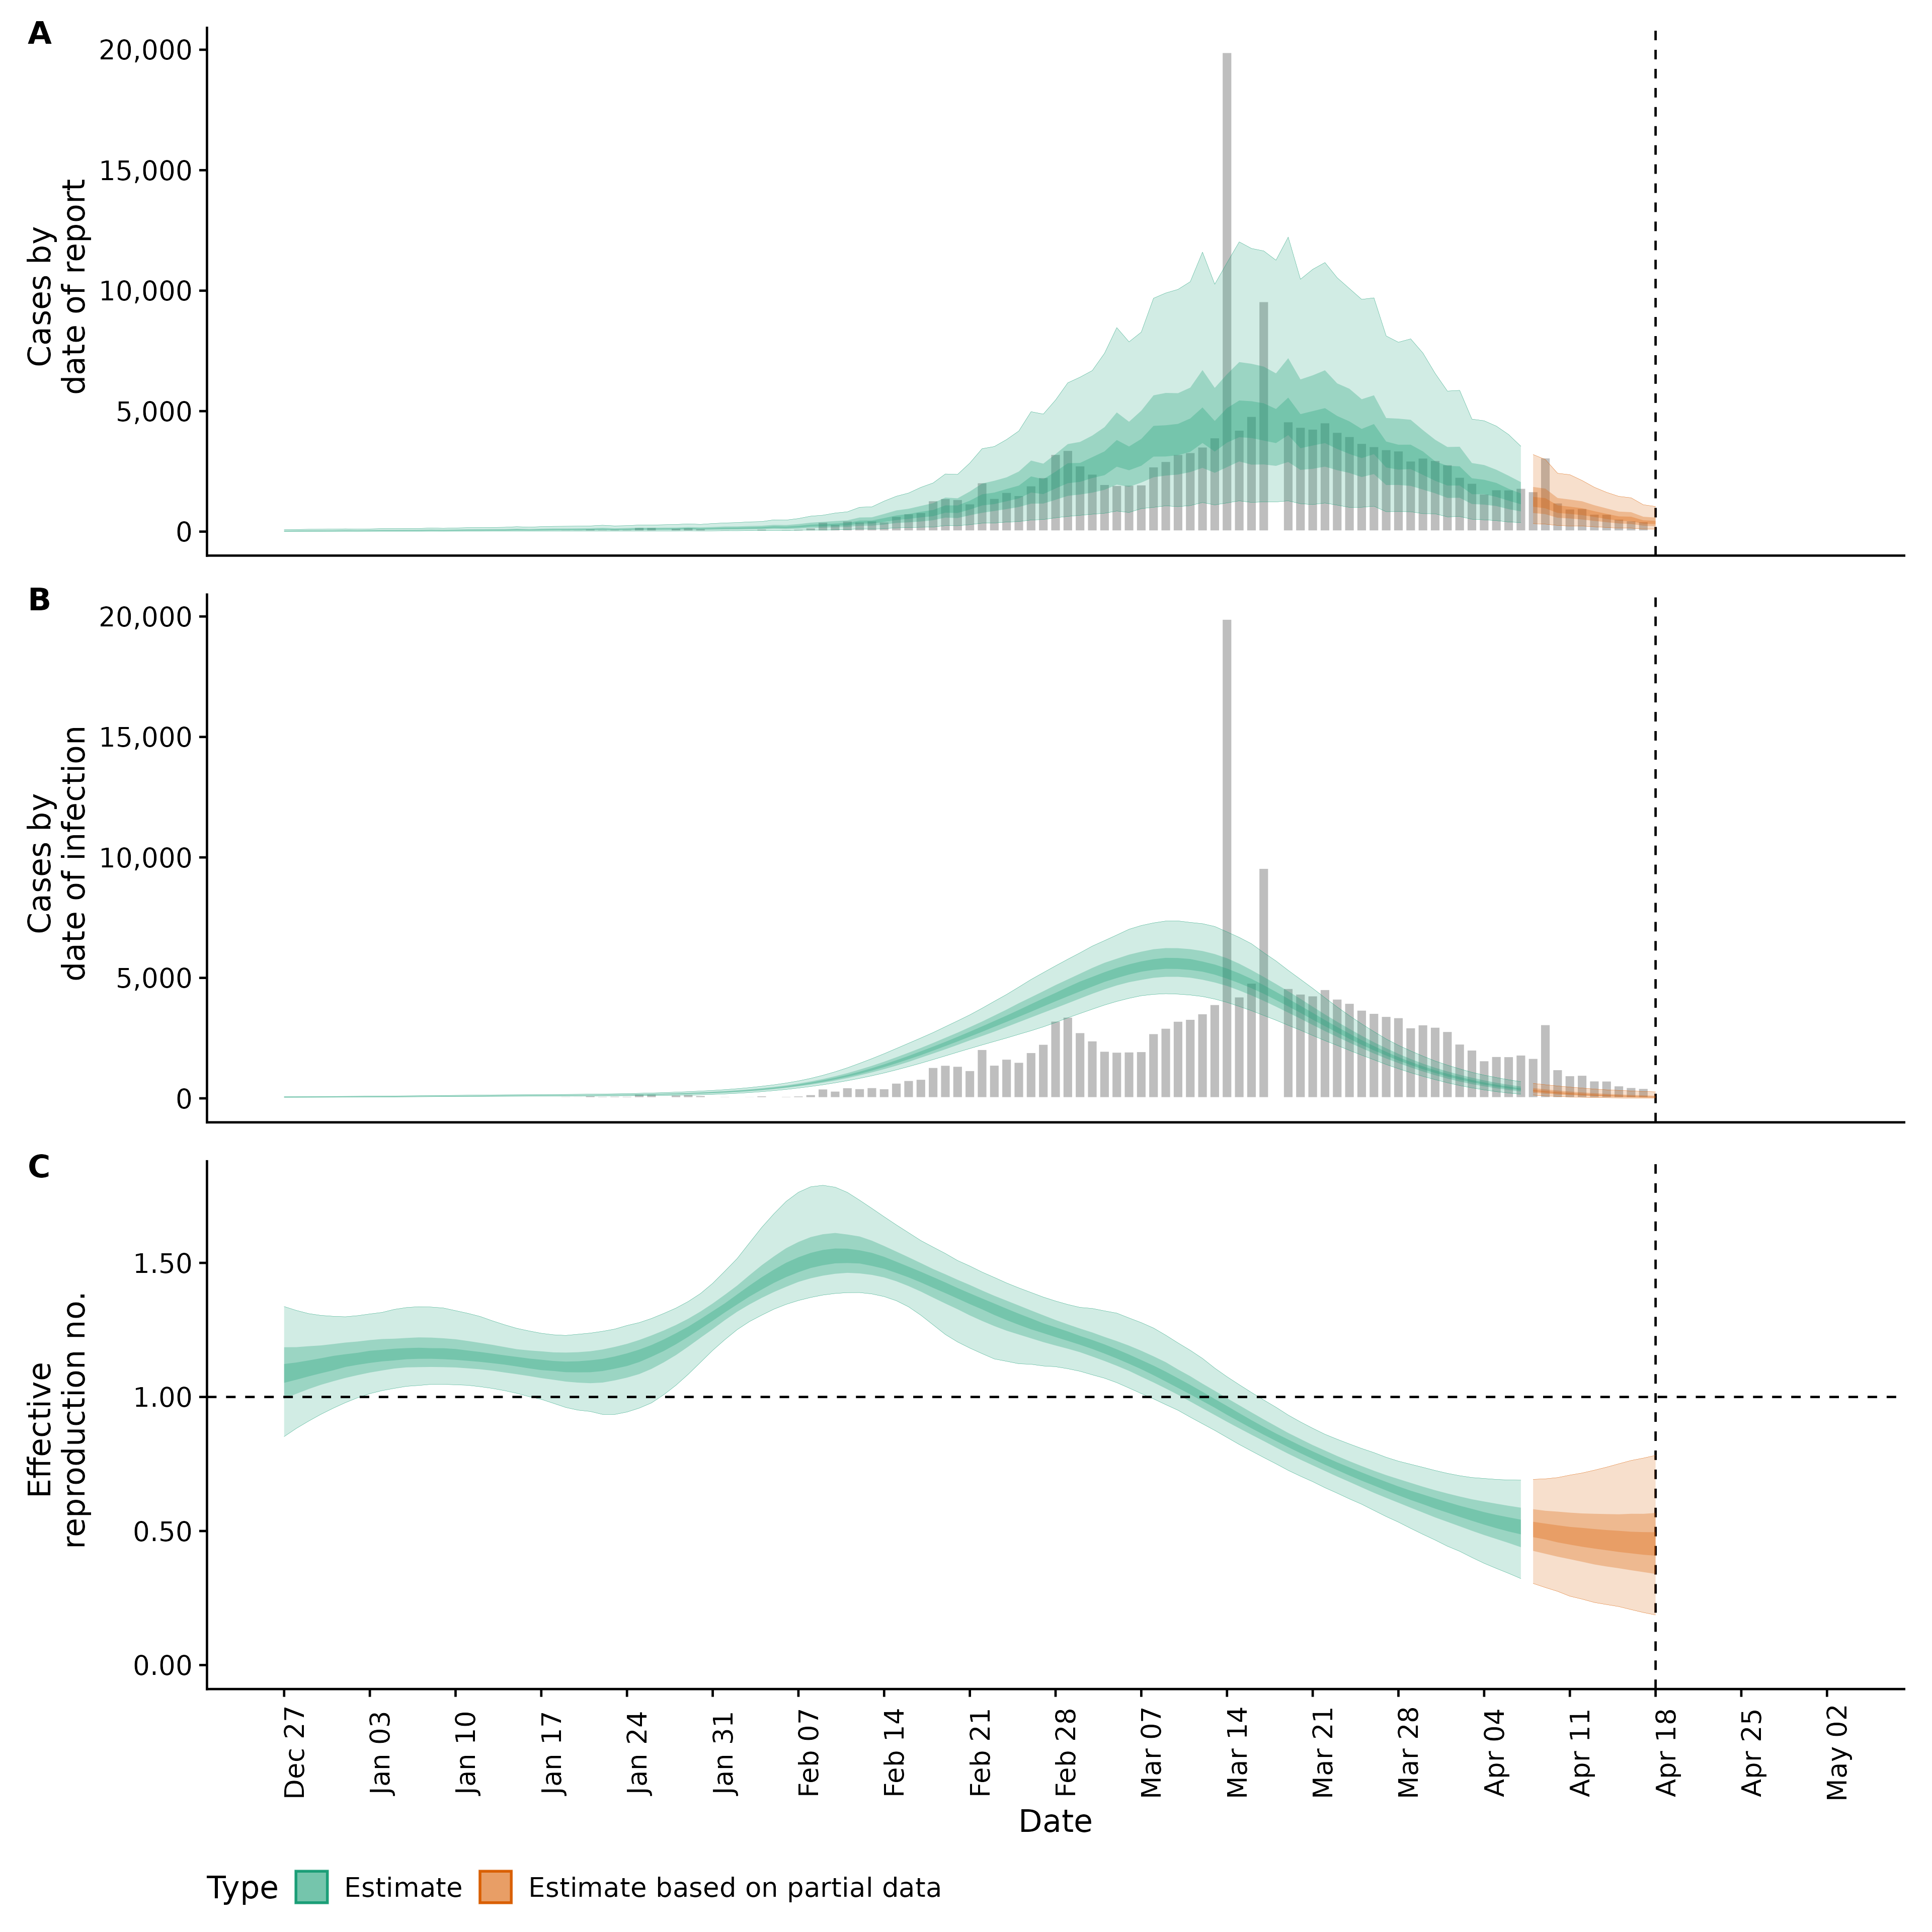 A
20,000
15,000
10,000
5,000
0
Cases by
date of report
B
20,000
15,000
10,000
5,000
0
Cases by
date of infection
C
1.50
1.00
0.50
0.00
Effective
reproduction no.
Dec 27
Jan 03
Jan 10
Jan 17
Jan 24
Jan 31
Feb 07
Feb 14
Feb 21
Feb 28
Mar 07
Mar 14
Mar 21
Mar 28
Apr 04
Apr 11
Apr 18
Apr 25
May 02
Date
Type Estimate Estimate based on partial data